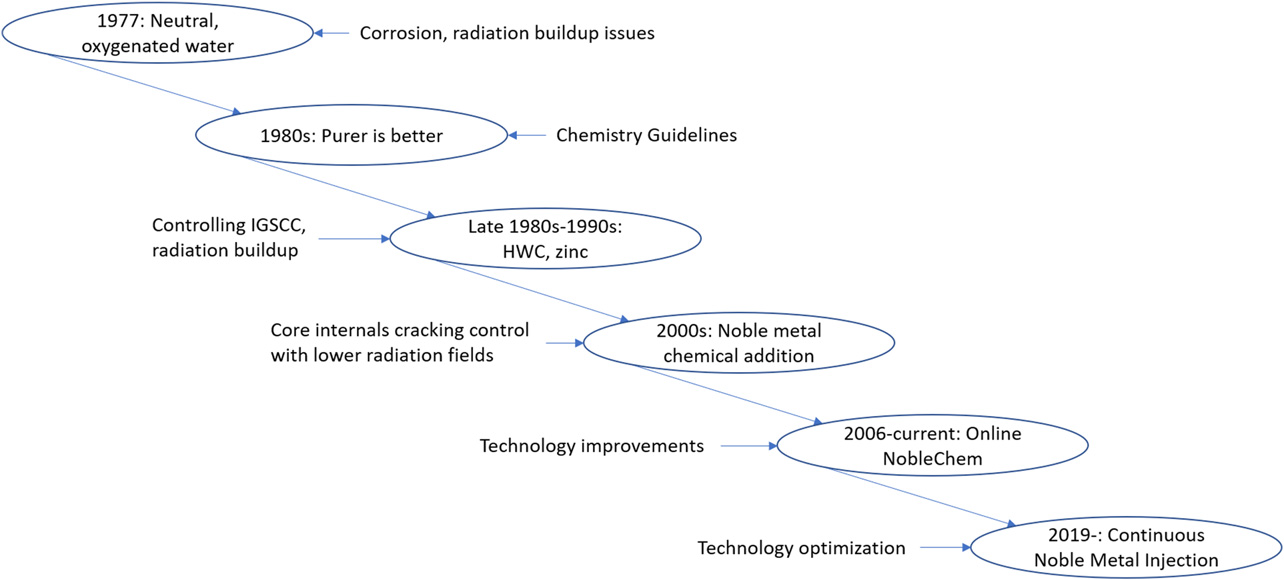 1977: Neutral,
oxygenated water
Corrosion, radiation buildup issues
1980s: Purer is better
Chemistry Guidelines
Controlling IGSCC,
radiation buildup
Late 1980s-1990s:
HWC, zinc
Core internals cracking control
with lower radiation fields
2000s: Noble metal
chemical addition
Technology improvements
2006-current: Online
NobleChem
Technology optimization
2019-: Continuous
Noble Metal Injection